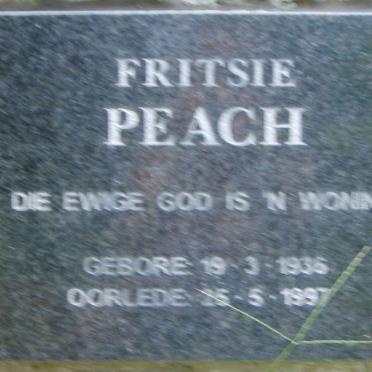 FRITSIE
PEACH
DIE EWIGE GOD IS 'N WONIN
GEBORE: 19 · 3 · 1936
OORLEDE: 25 · 5 · 1997